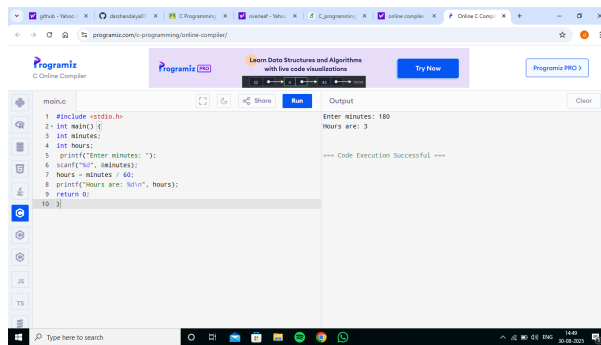 github - Yahoo
darshandalya07
C Programming
overleaf - Yahoo
C_programming
online compiler
Online C Compi
programiz.com/c-programming/online-compiler/
Programiz
C Online Compiler
Programiz PRO
Learn Data Structures and Algorithms
with live code visualizations
Try Now
Programiz PRO >
main.c
Share
Run
Output
Clear
1 #include <stdio.h>
2 int main() {
3 int minutes;
4 int hours;
5 printf("Enter minutes: ");
6 scanf("%d", &minutes);
7 hours = minutes / 60;
8 printf("Hours are: %d\n", hours);
9 return 0;
10 }
Enter minutes: 180
Hours are: 3
=== Code Execution Successful ===
JS
TS
Type here to search
ENG
14:49
30-08-2025